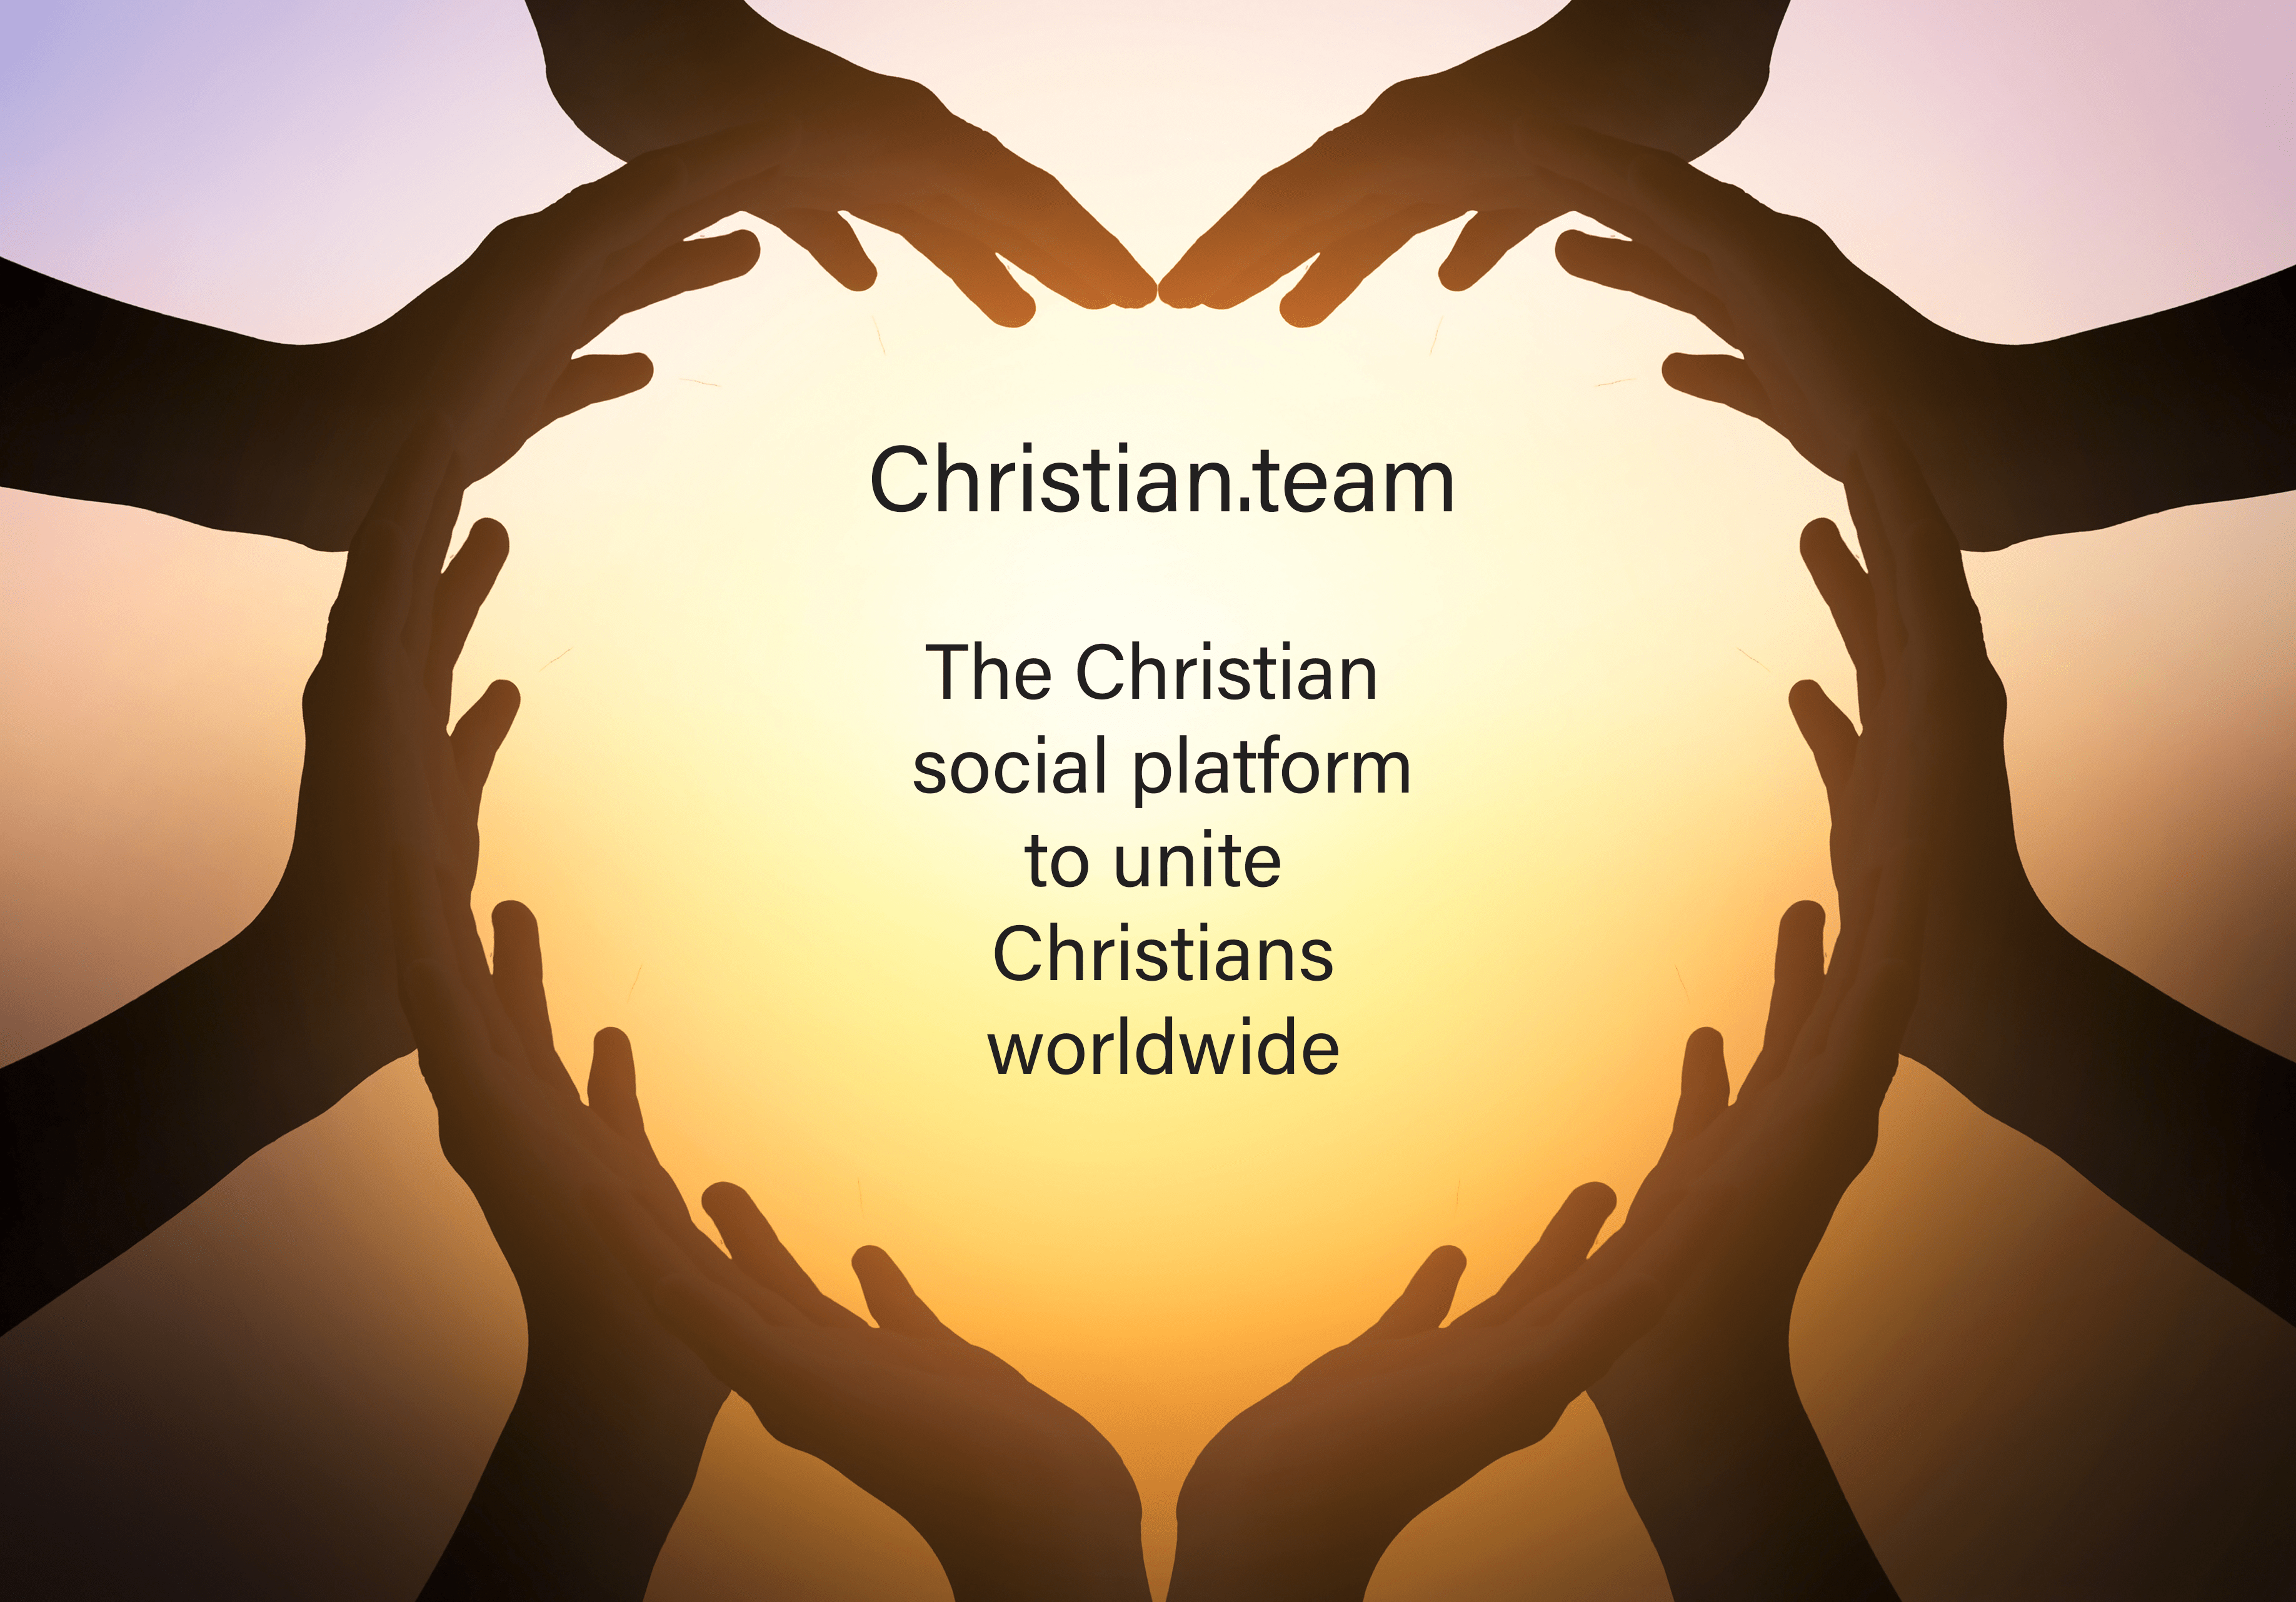 Christian.team
The Christian
social platform
to unite
Christians
worldwide